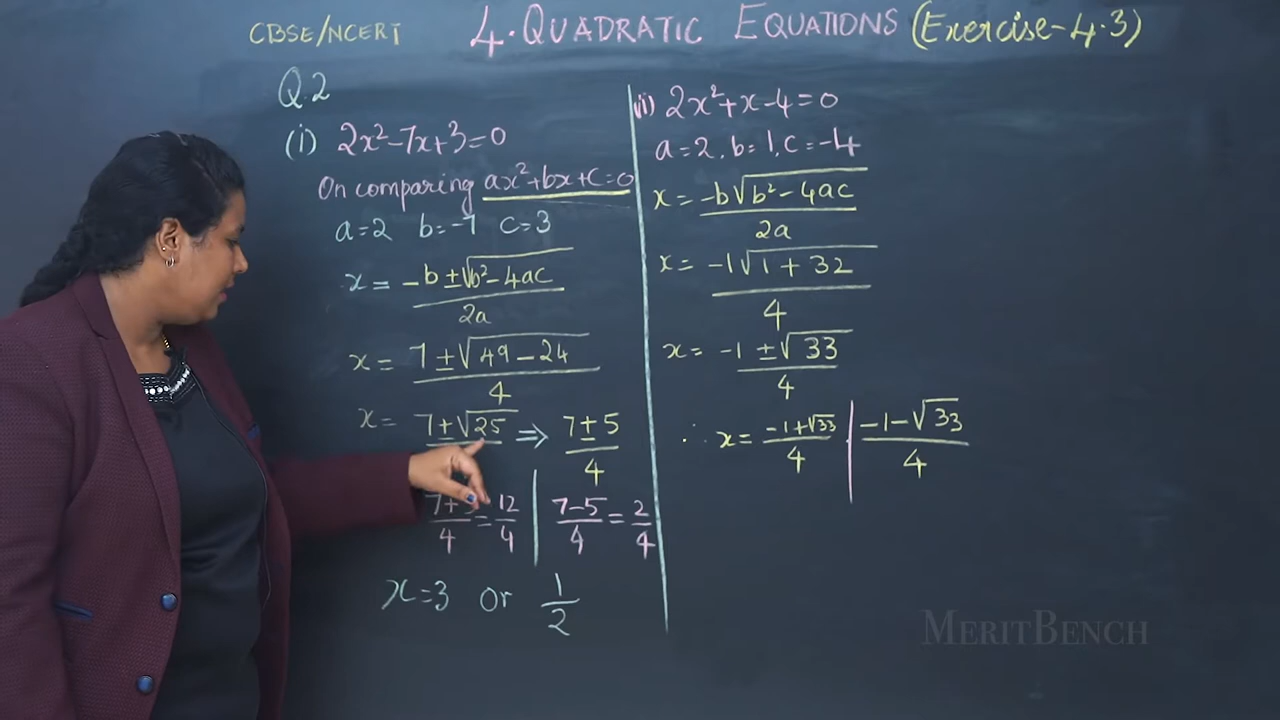 CBSE/NCERT 4. QUADRATIC EQUATIONS (Exercise-4.3)
Q.2
(i) 2x²-7x+3=0
On comparing ax²+bx+c=0
a=2 b=-7 c=3
x = -b±√b²-4ac / 2a
x = 7±√49-24 / 4
x = 7±√25 ⇒ 7±5 / 4
7+5/4 = 12/4 | 7-5/4 = 2/4
x=3 or 1/2
ii) 2x²+x-4=0
a=2, b=1, c=-4
x = -b√b²-4ac / 2a
x = -1√1+32 / 4
x = -1±√33 / 4
∴ x = -1+√33 / 4 | -1-√33 / 4
MERITBENCH